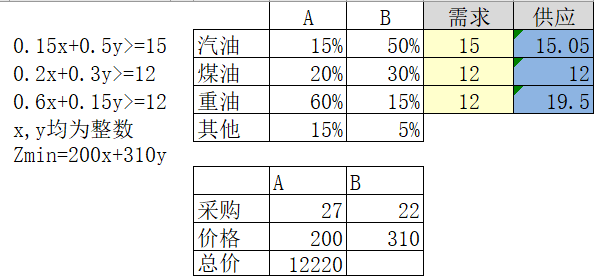 A B 需求 供应
0.15x+0.5y>=15 汽油 15% 50% 15 15.05
0.2x+0.3y>=12 煤油 20% 30% 12 12
0.6x+0.15y>=12 重油 60% 15% 12 19.5
x,y均为整数 其他 15% 5%
Zmin=200x+310y
A B
采购 27 22
价格 200 310
总价 12220